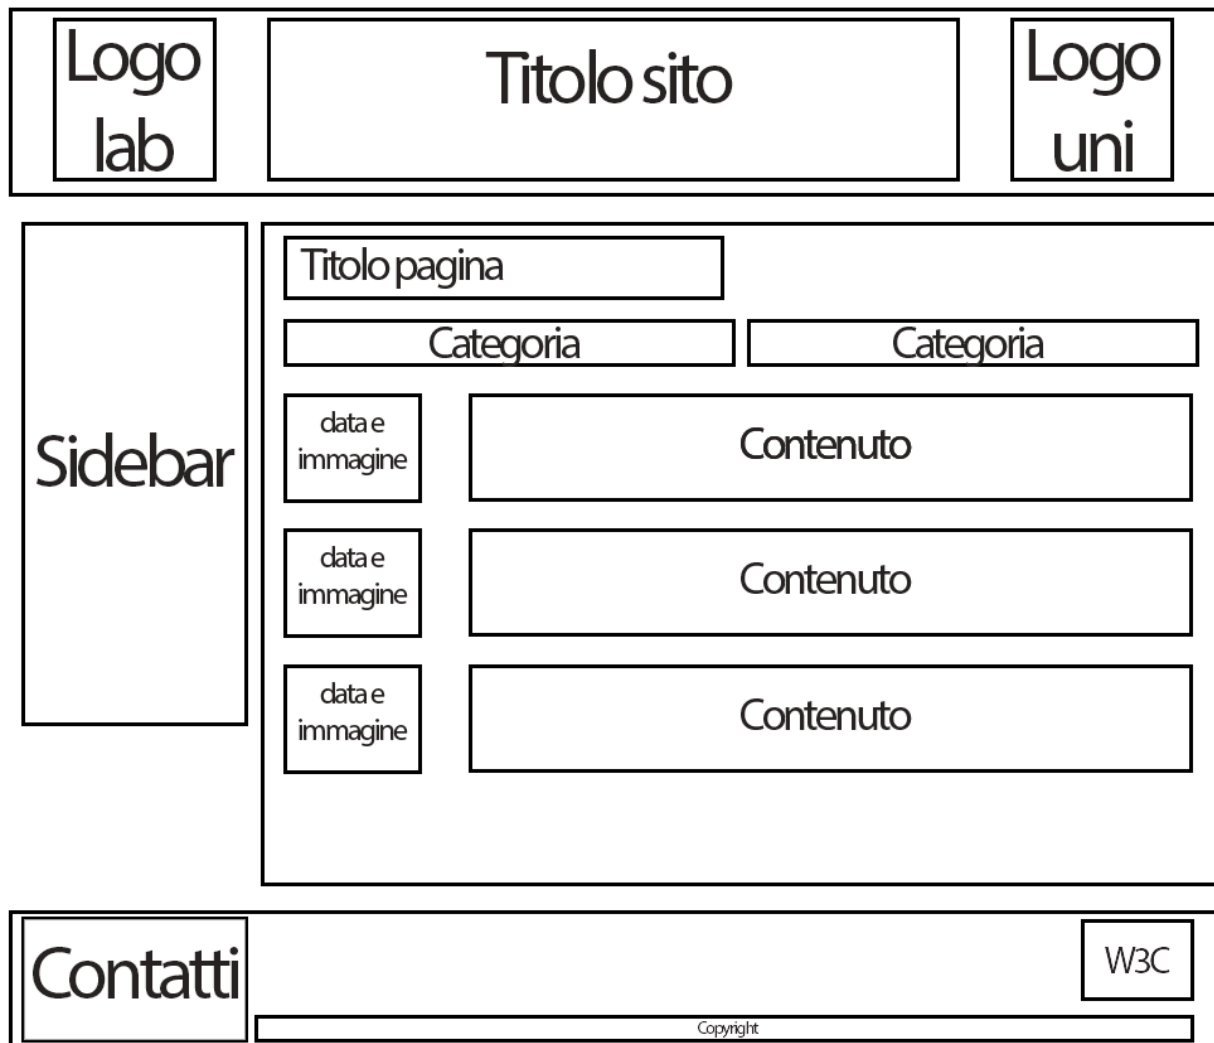 Logo
lab
Titolo sito
Logo
uni
Sidebar
Titolo pagina
Categoria
Categoria
data e
immagine
Contenuto
data e
immagine
Contenuto
data e
immagine
Contenuto
Contatti
W3C
Copyright